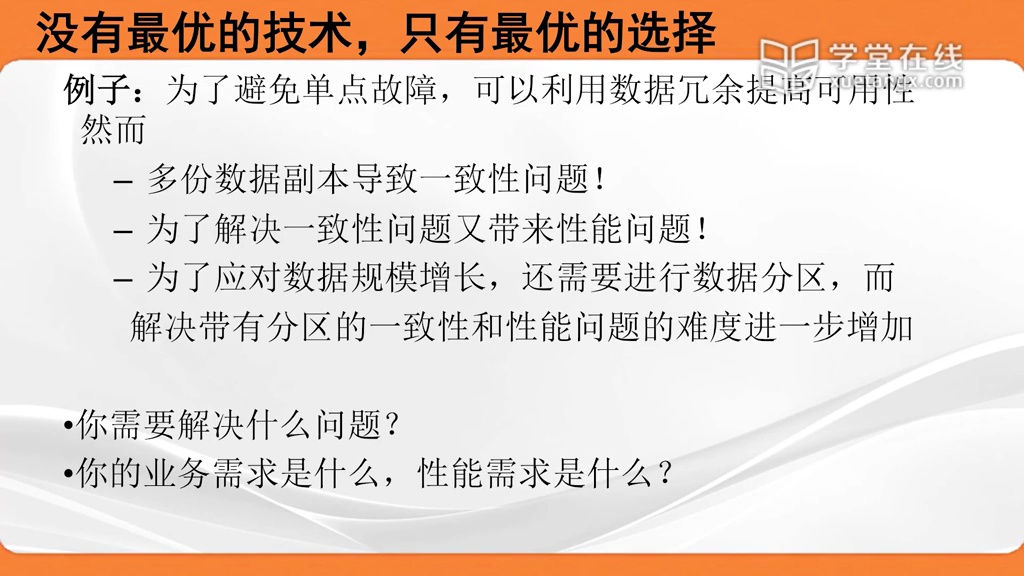 没有最优的技术，只有最优的选择
学堂在线
xuetangx.com
例子：为了避免单点故障，可以利用数据冗余提高可用性
然而
– 多份数据副本导致一致性问题！
– 为了解决一致性问题又带来性能问题！
– 为了应对数据规模增长，还需要进行数据分区，而
解决带有分区的一致性和性能问题的难度进一步增加
•你需要解决什么问题？
•你的业务需求是什么，性能需求是什么？